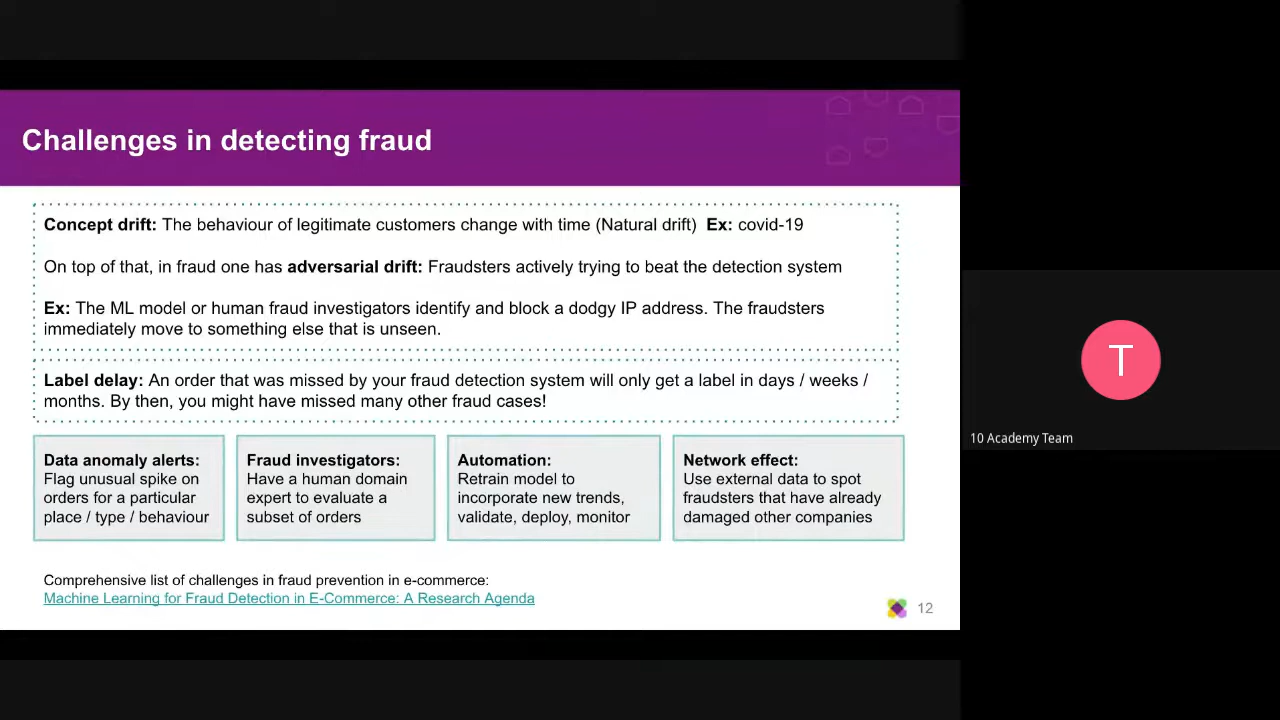 Challenges in detecting fraud
Concept drift: The behaviour of legitimate customers change with time (Natural drift) Ex: covid-19
On top of that, in fraud one has adversarial drift: Fraudsters actively trying to beat the detection system
Ex: The ML model or human fraud investigators identify and block a dodgy IP address. The fraudsters
immediately move to something else that is unseen.
Label delay: An order that was missed by your fraud detection system will only get a label in days / weeks /
months. By then, you might have missed many other fraud cases!
Data anomaly alerts:
Flag unusual spike on
orders for a particular
place / type / behaviour
Fraud investigators:
Have a human domain
expert to evaluate a
subset of orders
Automation:
Retrain model to
incorporate new trends,
validate, deploy, monitor
Network effect:
Use external data to spot
fraudsters that have already
damaged other companies
Comprehensive list of challenges in fraud prevention in e-commerce:
Machine Learning for Fraud Detection in E-Commerce: A Research Agenda
12
T
10 Academy Team